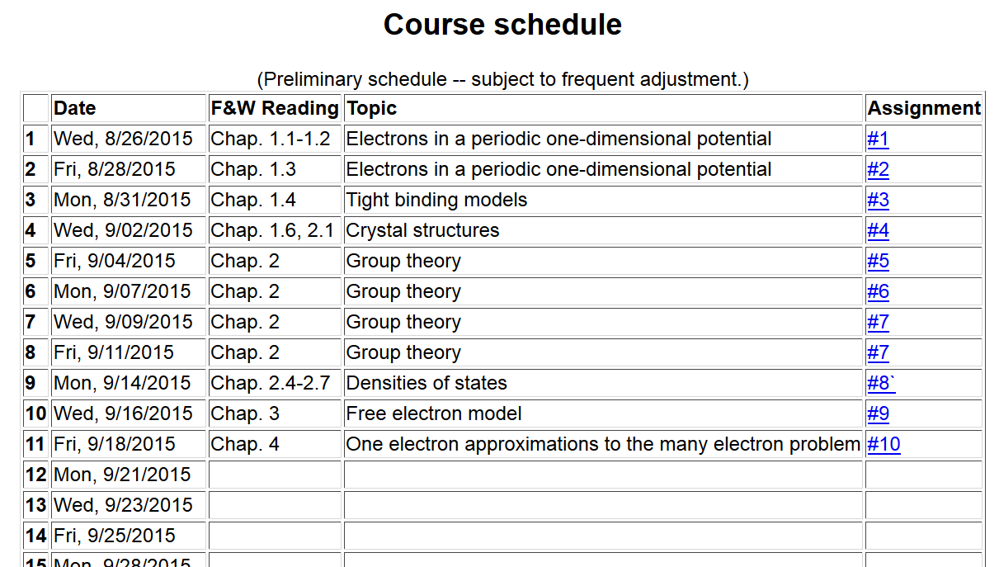 Course schedule
(Preliminary schedule -- subject to frequent adjustment.)
Date F&W Reading Topic Assignment
1 Wed, 8/26/2015 Chap. 1.1-1.2 Electrons in a periodic one-dimensional potential #1
2 Fri, 8/28/2015 Chap. 1.3 Electrons in a periodic one-dimensional potential #2
3 Mon, 8/31/2015 Chap. 1.4 Tight binding models #3
4 Wed, 9/02/2015 Chap. 1.6, 2.1 Crystal structures #4
5 Fri, 9/04/2015 Chap. 2 Group theory #5
6 Mon, 9/07/2015 Chap. 2 Group theory #6
7 Wed, 9/09/2015 Chap. 2 Group theory #7
8 Fri, 9/11/2015 Chap. 2 Group theory #7
9 Mon, 9/14/2015 Chap. 2.4-2.7 Densities of states #8`
10 Wed, 9/16/2015 Chap. 3 Free electron model #9
11 Fri, 9/18/2015 Chap. 4 One electron approximations to the many electron problem #10
12 Mon, 9/21/2015
13 Wed, 9/23/2015
14 Fri, 9/25/2015
15 Mon, 9/28/2015